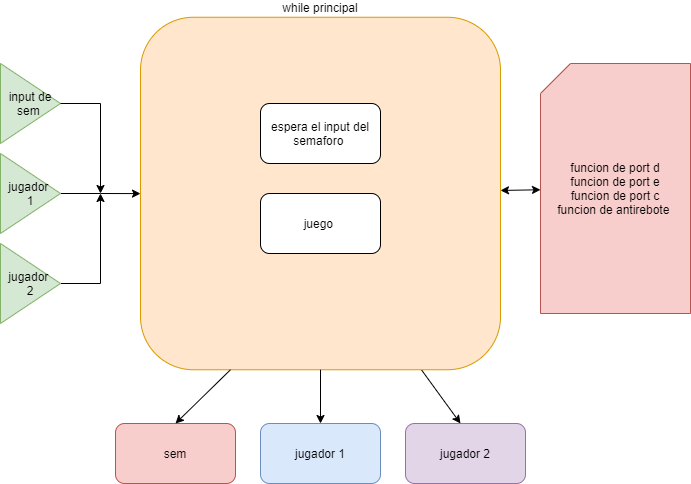 while principal
input de
sem
jugador
1
jugador
2
espera el input del
semaforo
juego
funcion de port d
funcion de port e
funcion de port c
funcion de antirebote
sem
jugador 1
jugador 2